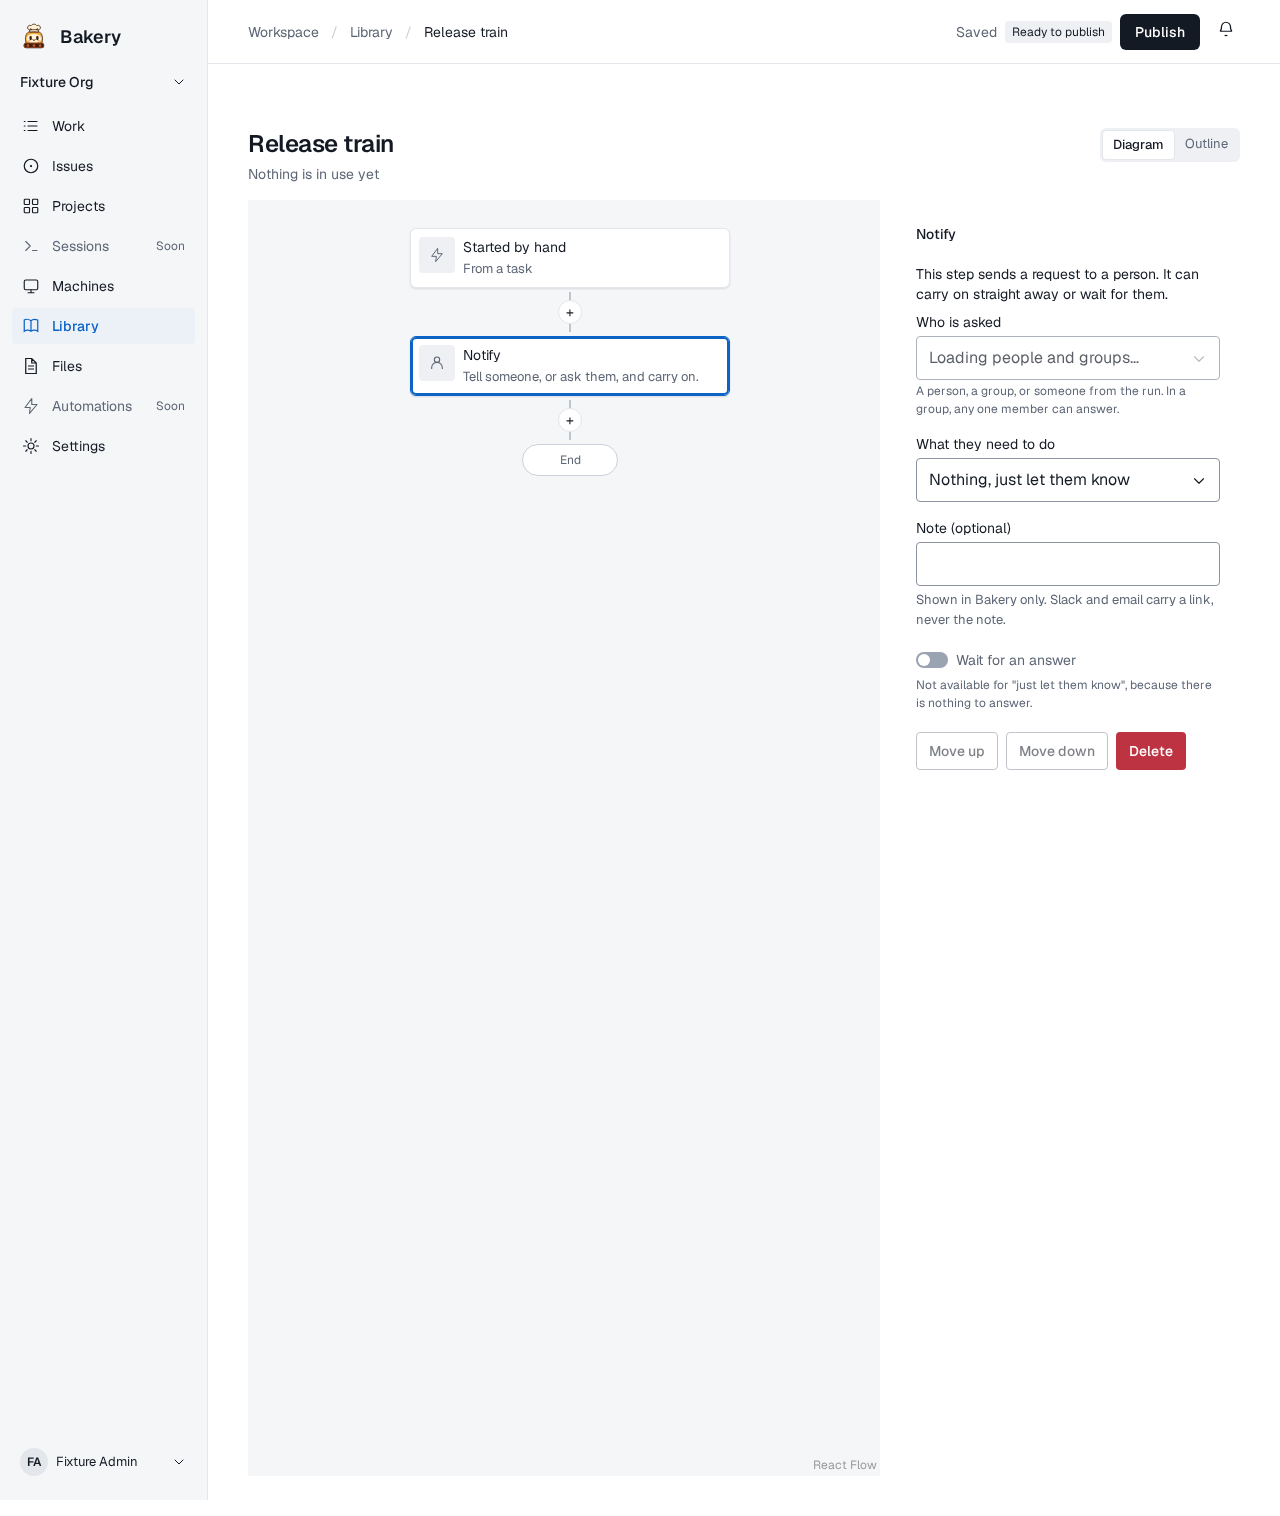 Bakery
Fixture Org
Work
Issues
Projects
Sessions Soon
Machines
Library
Files
Automations Soon
Settings
FA Fixture Admin
Workspace / Library / Release train
Saved Ready to publish Publish
Release train
Nothing is in use yet
Diagram Outline
Started by hand
From a task
+
Notify
Tell someone, or ask them, and carry on.
+
End
React Flow
Notify
This step sends a request to a person. It can
carry on straight away or wait for them.
Who is asked
Loading people and groups...
A person, a group, or someone from the run. In a
group, any one member can answer.
What they need to do
Nothing, just let them know
Note (optional)
Shown in Bakery only. Slack and email carry a link,
never the note.
Wait for an answer
Not available for "just let them know", because there
is nothing to answer.
Move up Move down Delete